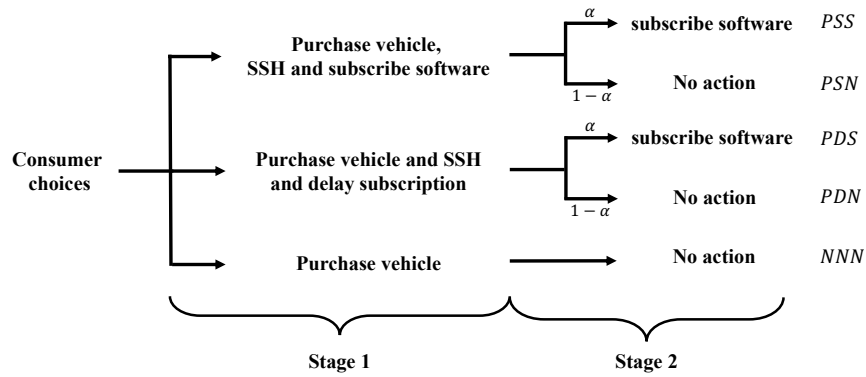 α
subscribe software PSS
Purchase vehicle,
SSH and subscribe software
No action PSN
1 − α
α
subscribe software PDS
Consumer
choices
Purchase vehicle and SSH
and delay subscription
No action PDN
1 − α
Purchase vehicle
No action NNN
Stage 1
Stage 2